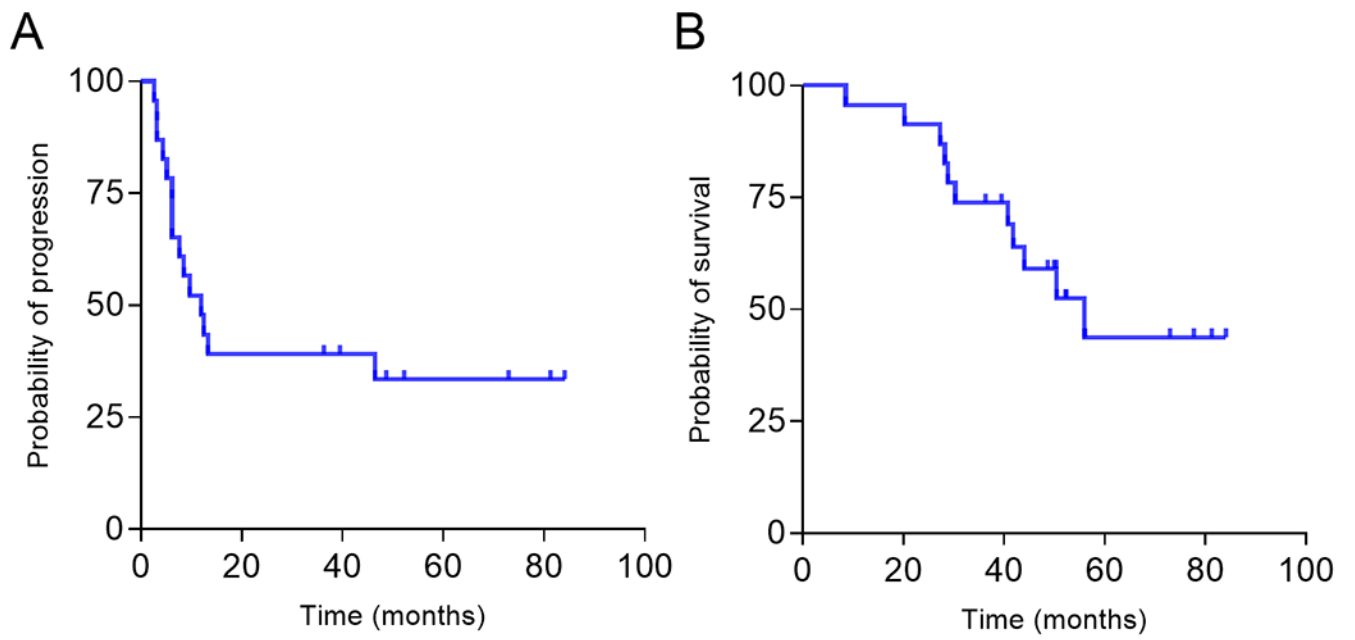 A
100
75
50
25
0
0 20 40 60 80 100
Probability of progression
Time (months)
B
100
75
50
25
0
0 20 40 60 80 100
Probability of survival
Time (months)